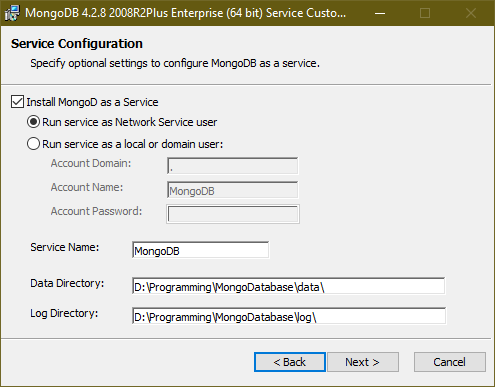 MongoDB 4.2.8 2008R2Plus Enterprise (64 bit) Service Custo...
Service Configuration
Specify optional settings to configure MongoDB as a service.
Install MongoD as a Service
Run service as Network Service user
Run service as a local or domain user:
Account Domain: .
Account Name: MongoDB
Account Password:
Service Name: MongoDB
Data Directory: D:\Programming\MongoDatabase\data\
Log Directory: D:\Programming\MongoDatabase\log\
< Back Next > Cancel